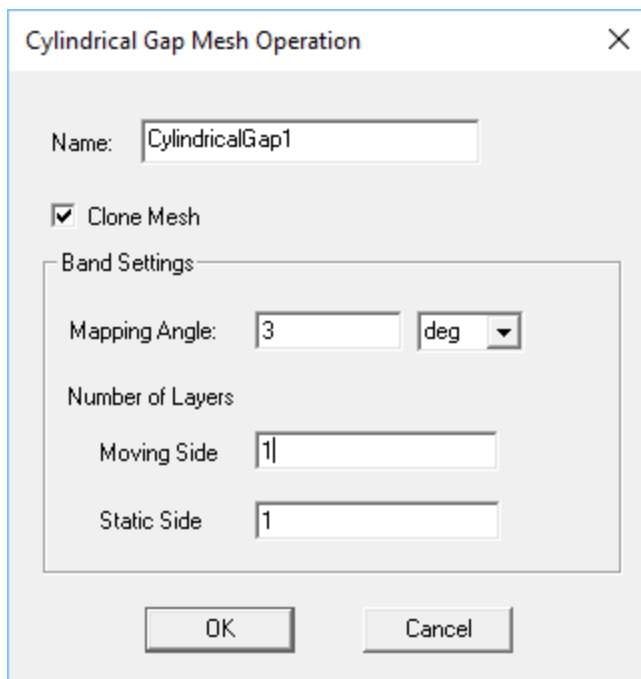 Cylindrical Gap Mesh Operation
Name: CylindricalGap1
Clone Mesh
Band Settings
Mapping Angle: 3 deg
Number of Layers
Moving Side 1
Static Side 1
OK Cancel